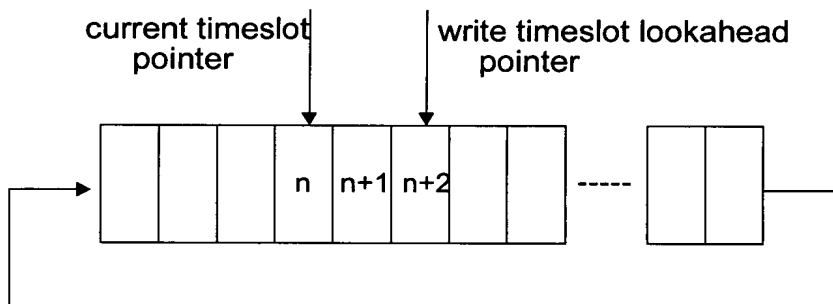 current timeslot
pointer
write timeslot lookahead
pointer
n
n+1
n+2